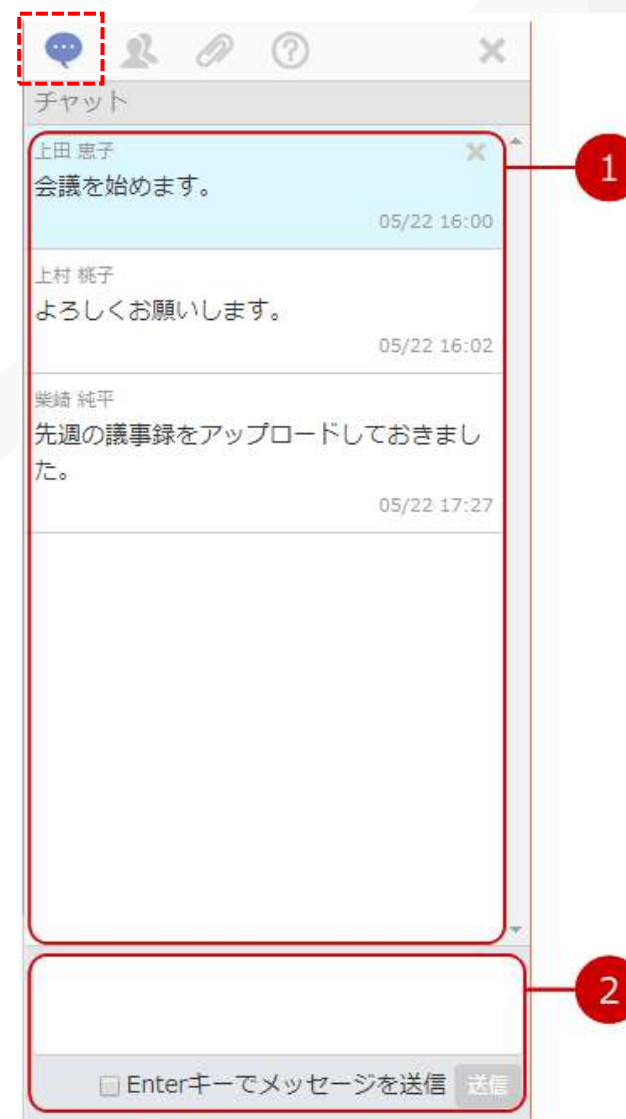 チャット
上田 恵子
会議を始めます。
05/22 16:00
1
上村 桃子
よろしくお願いします。
05/22 16:02
柴崎 純平
先週の議事録をアップロードしておきまし
た。
05/22 17:27
2
Enterキーでメッセージを送信 送信